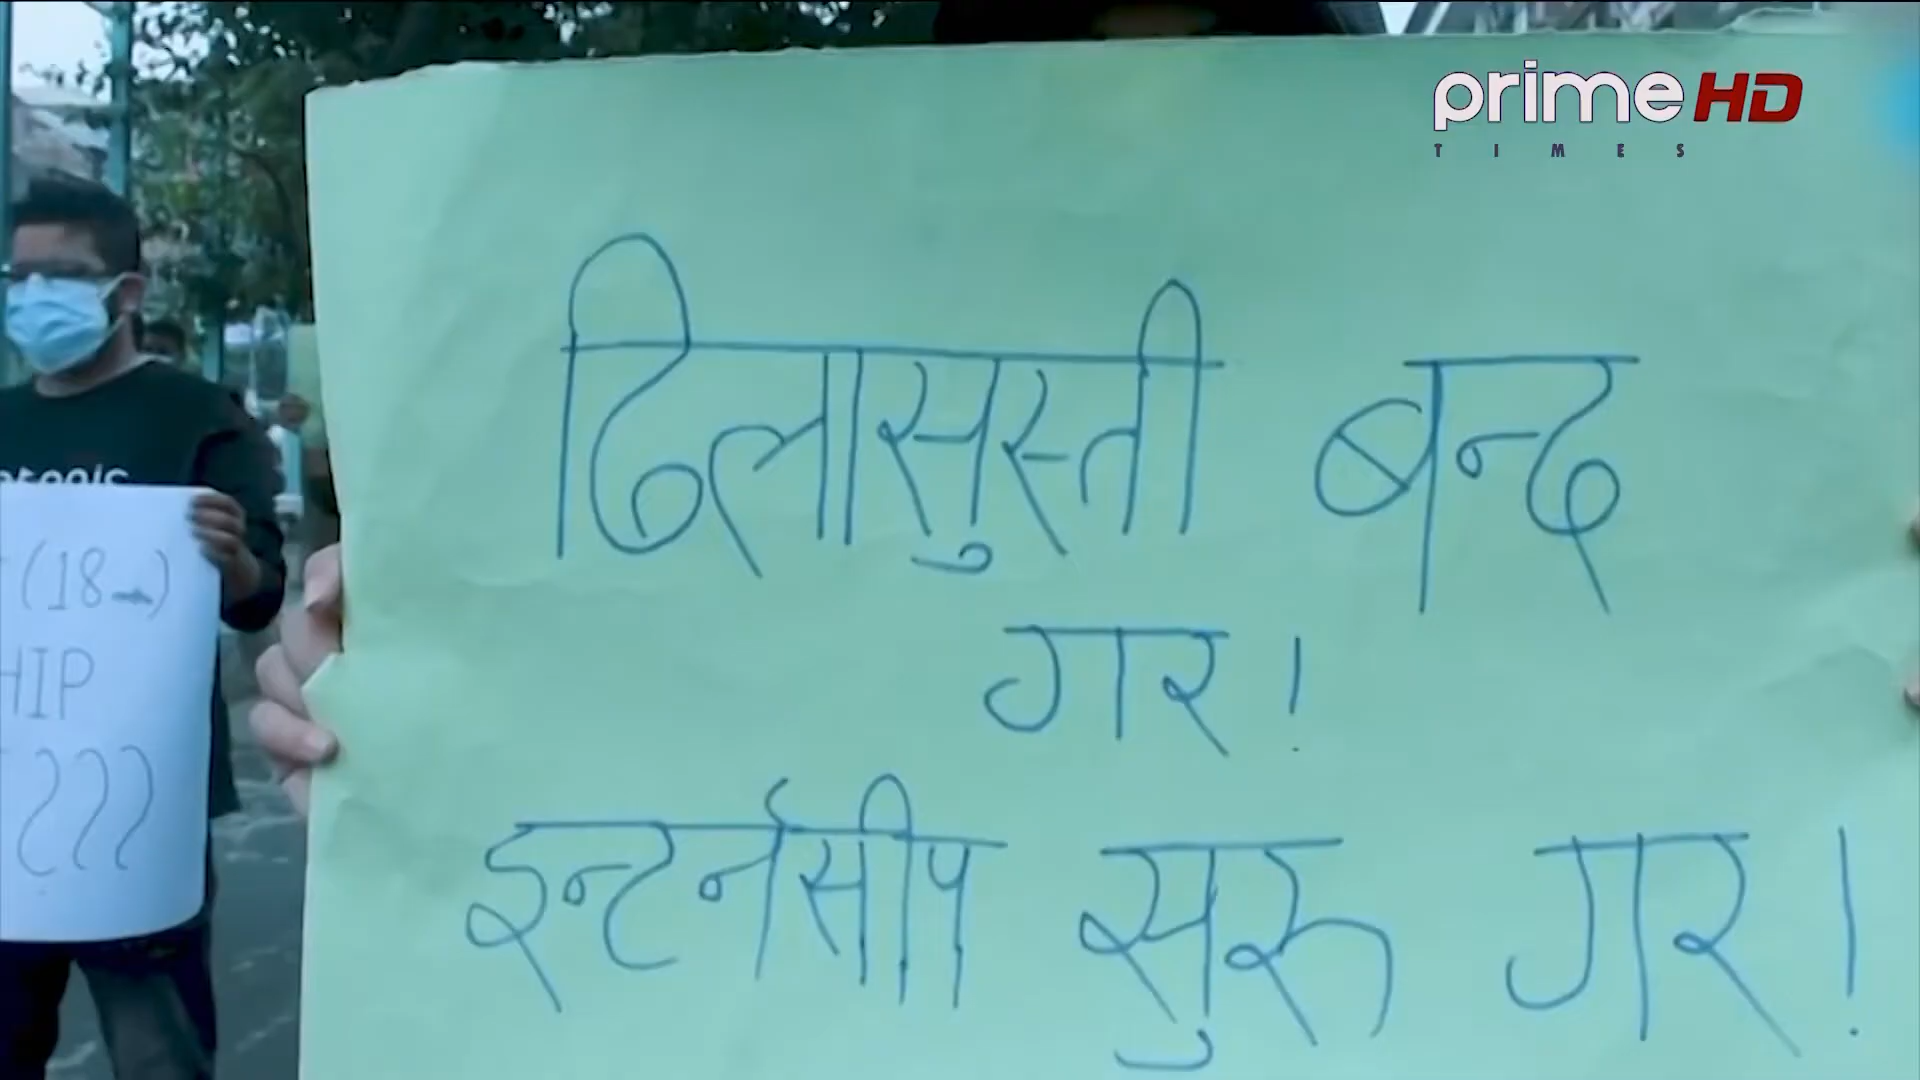 prime HD
TIMES
ढिलासुस्ती बन्द
गर!
इन्टर्नसीप सुरु गर!
(18
HIP
???